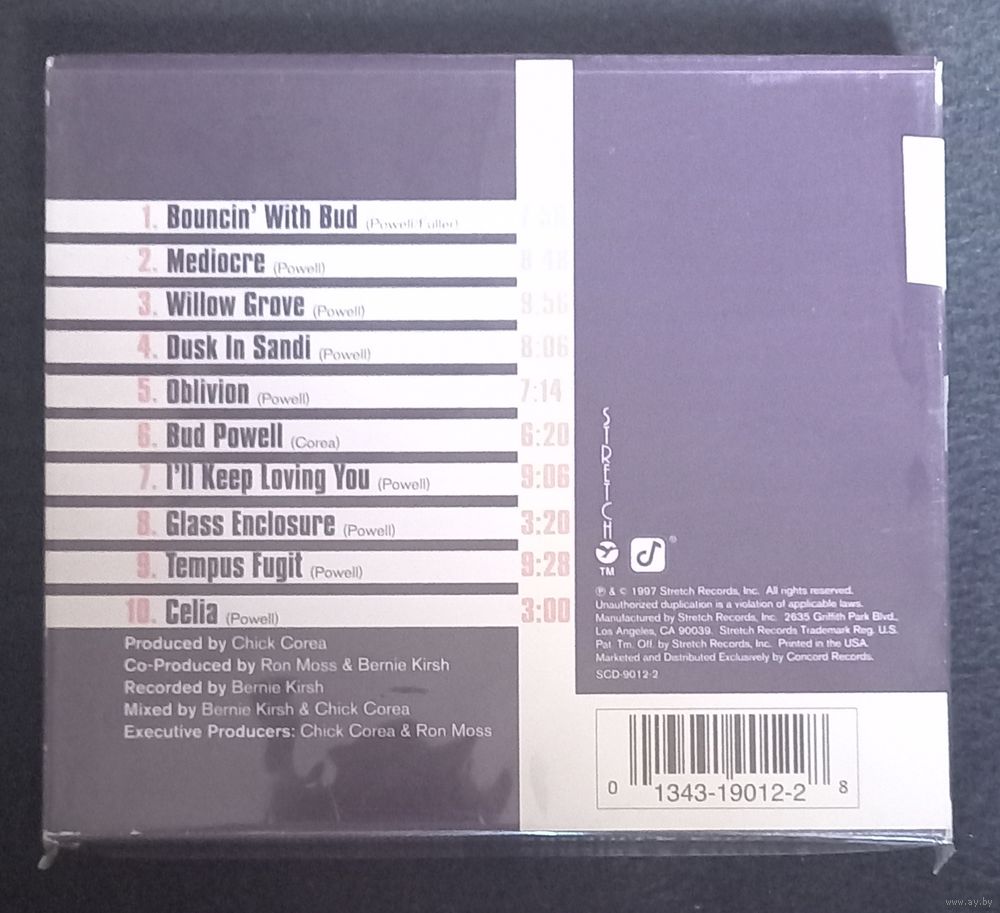 1. Bouncin' With Bud (Powell/Fuller)
2. Mediocre (Powell) 8:48
3. Willow Grove (Powell) 9:56
4. Dusk In Sandi (Powell) 8:06
5. Oblivion (Powell) 7:14
6. Bud Powell (Corea) 6:20
7. I'll Keep Loving You (Powell) 9:06
8. Glass Enclosure (Powell) 3:20
9. Tempus Fugit (Powell) 9:28
10. Celia (Powell) 3:00
Produced by Chick Corea
Co-Produced by Ron Moss & Bernie Kirsh
Recorded by Bernie Kirsh
Mixed by Bernie Kirsh & Chick Corea
Executive Producers: Chick Corea & Ron Moss
STRETCH
TM
®
℗ & © 1997 Stretch Records, Inc. All rights reserved.
Unauthorized duplication is a violation of applicable laws.
Manufactured by Stretch Records, Inc. 2635 Griffith Park Blvd.,
Los Angeles, CA 90039. Stretch Records Trademark Reg. U.S.
Pat. Tm. Off. by Stretch Records, Inc. Printed in the USA.
Marketed and Distributed Exclusively by Concord Records.
SCD-9012-2
0 1343-19012-2 8
www.ay.by